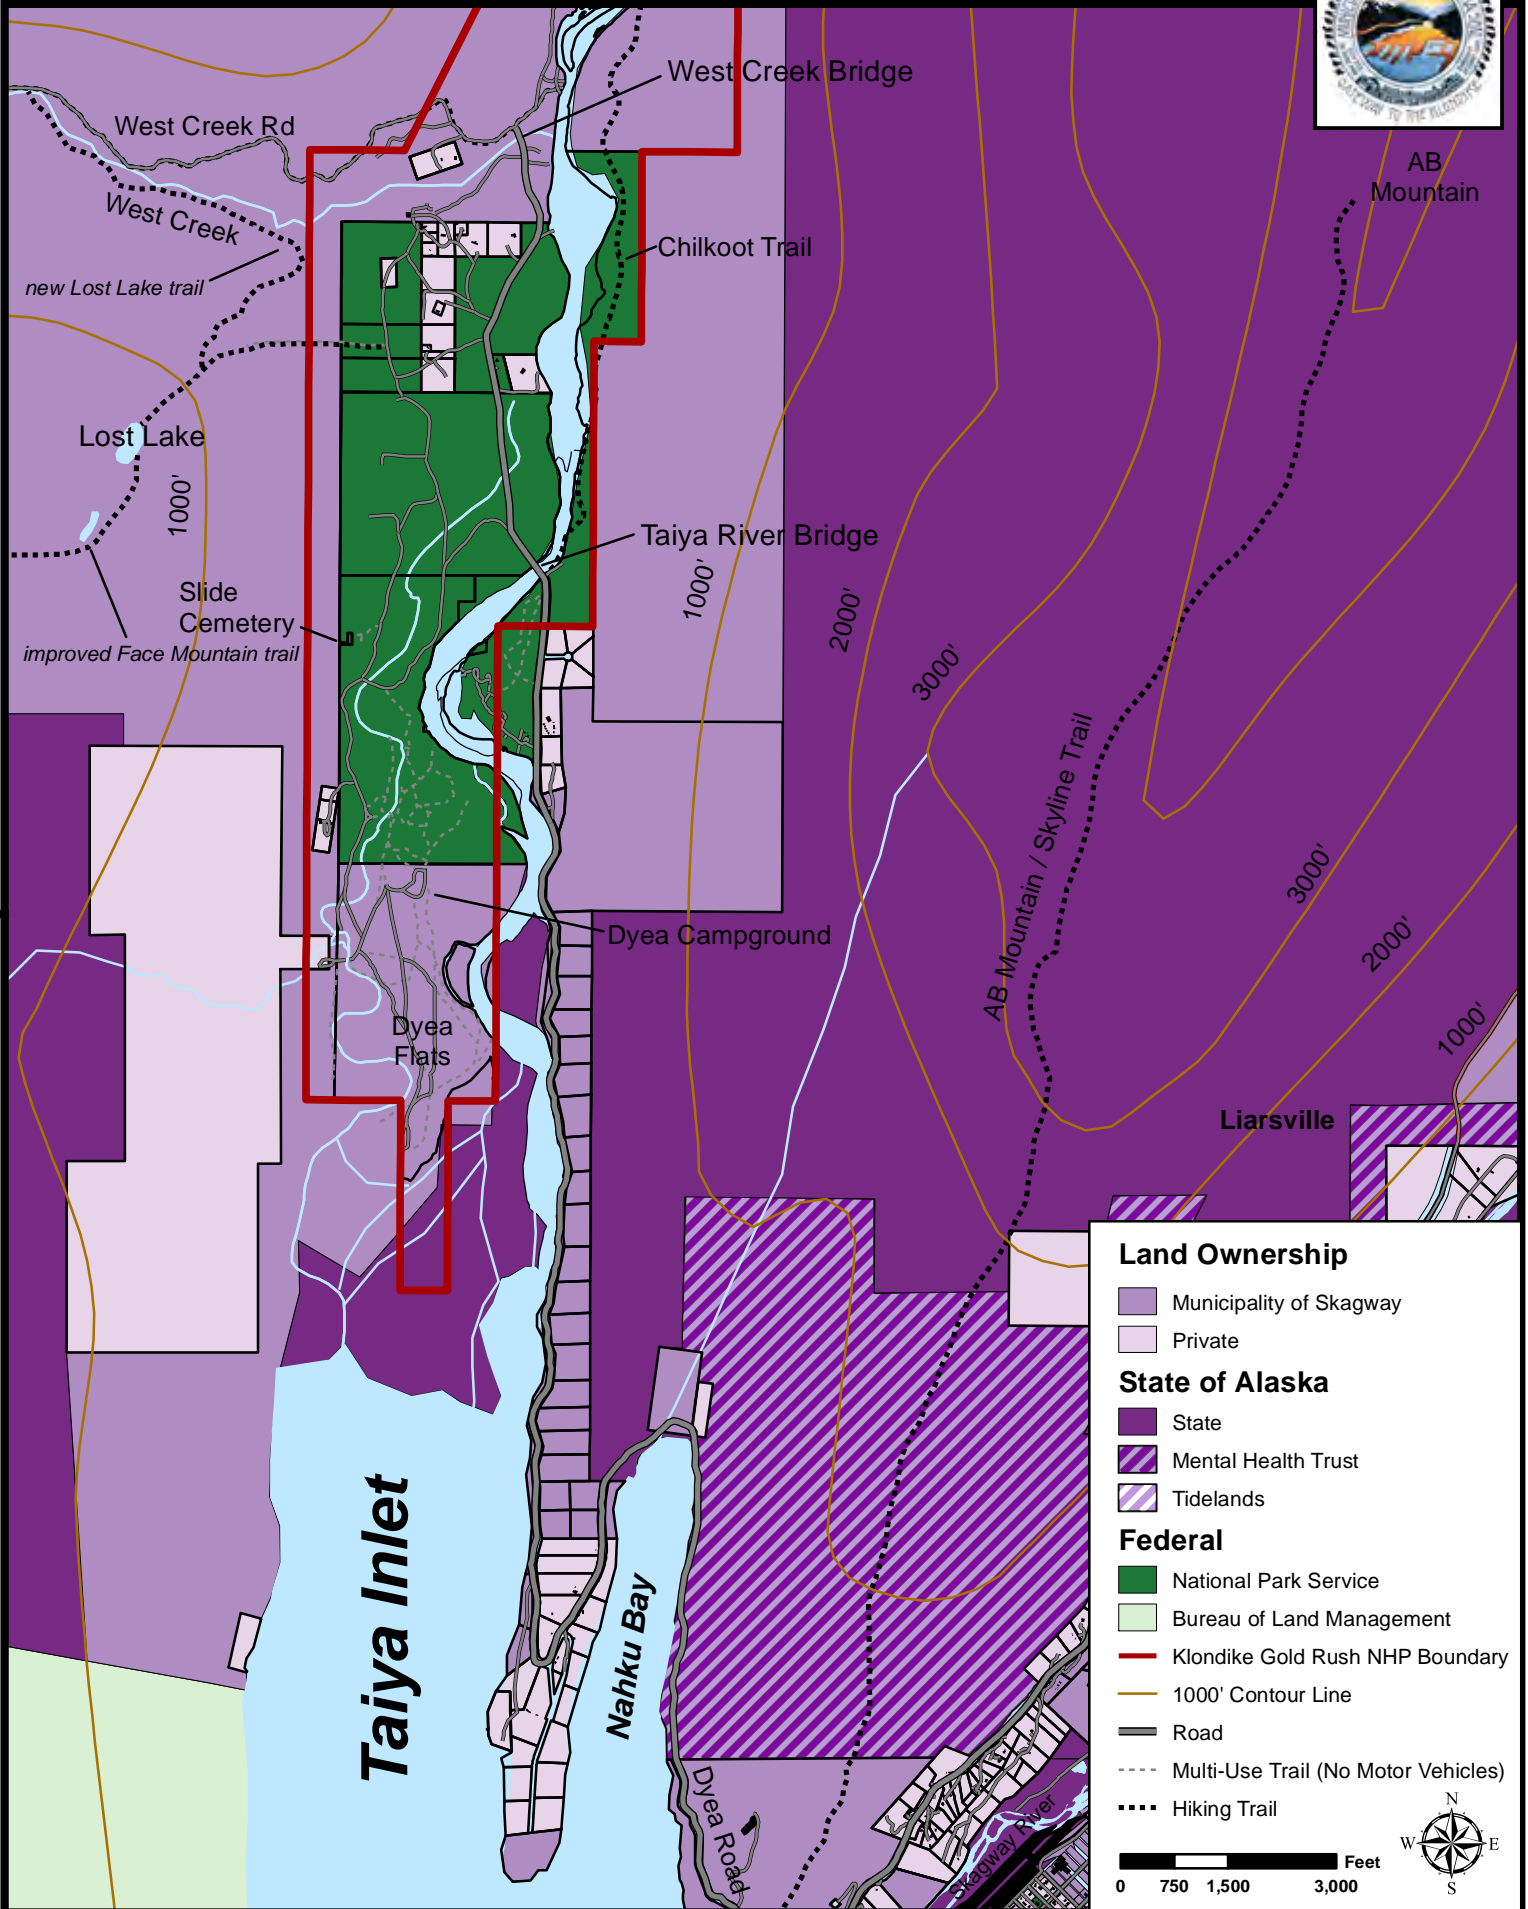 GATEWAY TO THE KLONDIKE
West Creek Bridge
West Creek Rd
AB
Mountain
West Creek
Chilkoot Trail
new Lost Lake trail
Lost Lake
1000'
Taiya River Bridge
1000'
2000'
3000'
Slide
Cemetery
improved Face Mountain trail
AB Mountain / Skyline Trail
3000'
2000'
1000'
Dyea Campground
Dyea
Flats
Liarsville
Taiya Inlet
Nahku Bay
Dyea Road
Skagway River
Land Ownership
Municipality of Skagway
Private
State of Alaska
State
Mental Health Trust
Tidelands
Federal
National Park Service
Bureau of Land Management
Klondike Gold Rush NHP Boundary
1000' Contour Line
Road
Multi-Use Trail (No Motor Vehicles)
Hiking Trail
N
W E
S
Feet
0 750 1,500 3,000